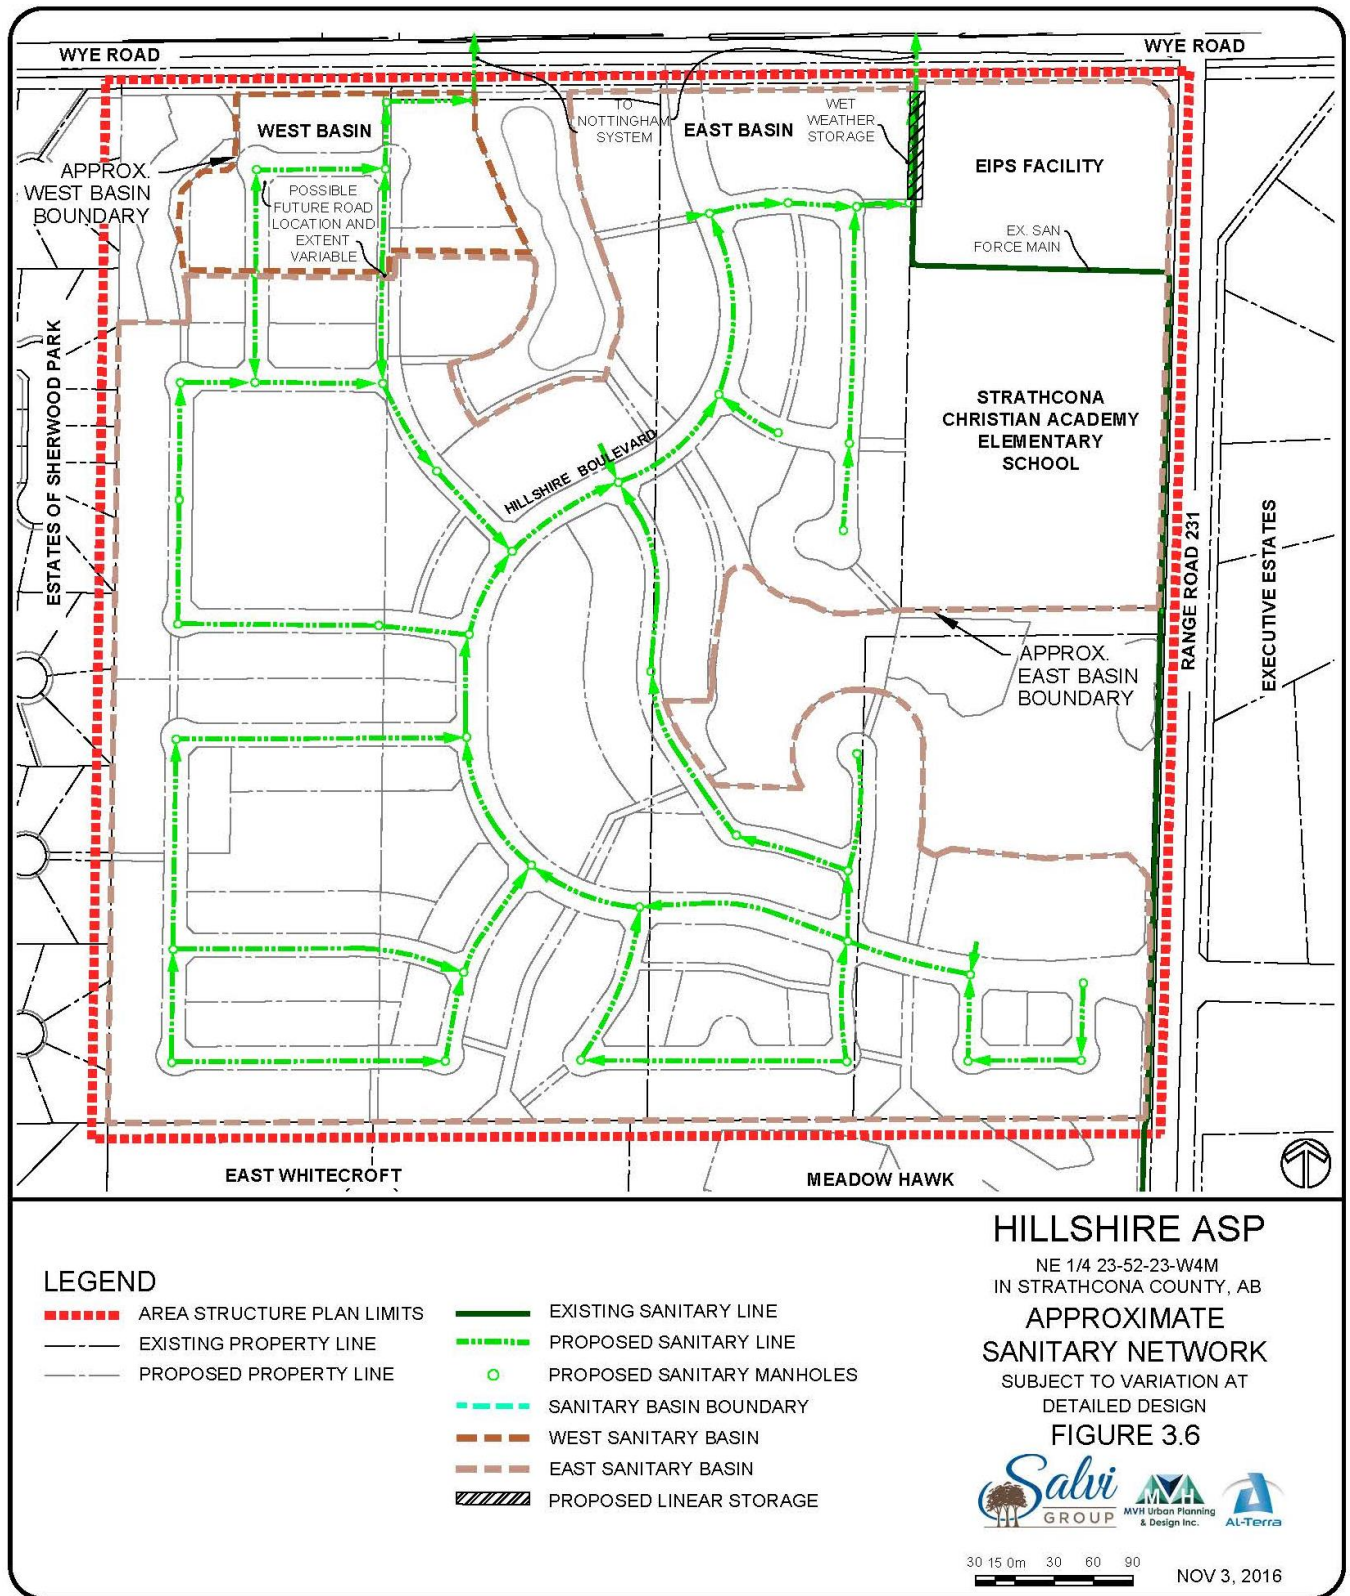 WYE ROAD
WYE ROAD
WEST BASIN
TO
NOTTINGHAM
SYSTEM
EAST BASIN
WET
WEATHER
STORAGE
EIPS FACILITY
APPROX.
WEST BASIN
BOUNDARY
POSSIBLE
FUTURE ROAD
LOCATION AND
EXTENT
VARIABLE
EX. SAN
FORCE MAIN
ESTATES OF SHERWOOD PARK
STRATHCONA
CHRISTIAN ACADEMY
ELEMENTARY
SCHOOL
HILLSHIRE BOULEVARD
RANGE ROAD 231
EXECUTIVE ESTATES
APPROX.
EAST BASIN
BOUNDARY
EAST WHITECROFT
MEADOW HAWK
LEGEND
AREA STRUCTURE PLAN LIMITS
EXISTING PROPERTY LINE
PROPOSED PROPERTY LINE
EXISTING SANITARY LINE
PROPOSED SANITARY LINE
PROPOSED SANITARY MANHOLES
SANITARY BASIN BOUNDARY
WEST SANITARY BASIN
EAST SANITARY BASIN
PROPOSED LINEAR STORAGE
HILLSHIRE ASP
NE 1/4 23-52-23-W4M
IN STRATHCONA COUNTY, AB
APPROXIMATE
SANITARY NETWORK
SUBJECT TO VARIATION AT
DETAILED DESIGN
FIGURE 3.6
Salvi
GROUP
MVH
MVH Urban Planning
& Design Inc.
AL-Terra
30 15 0m 30 60 90
NOV 3, 2016